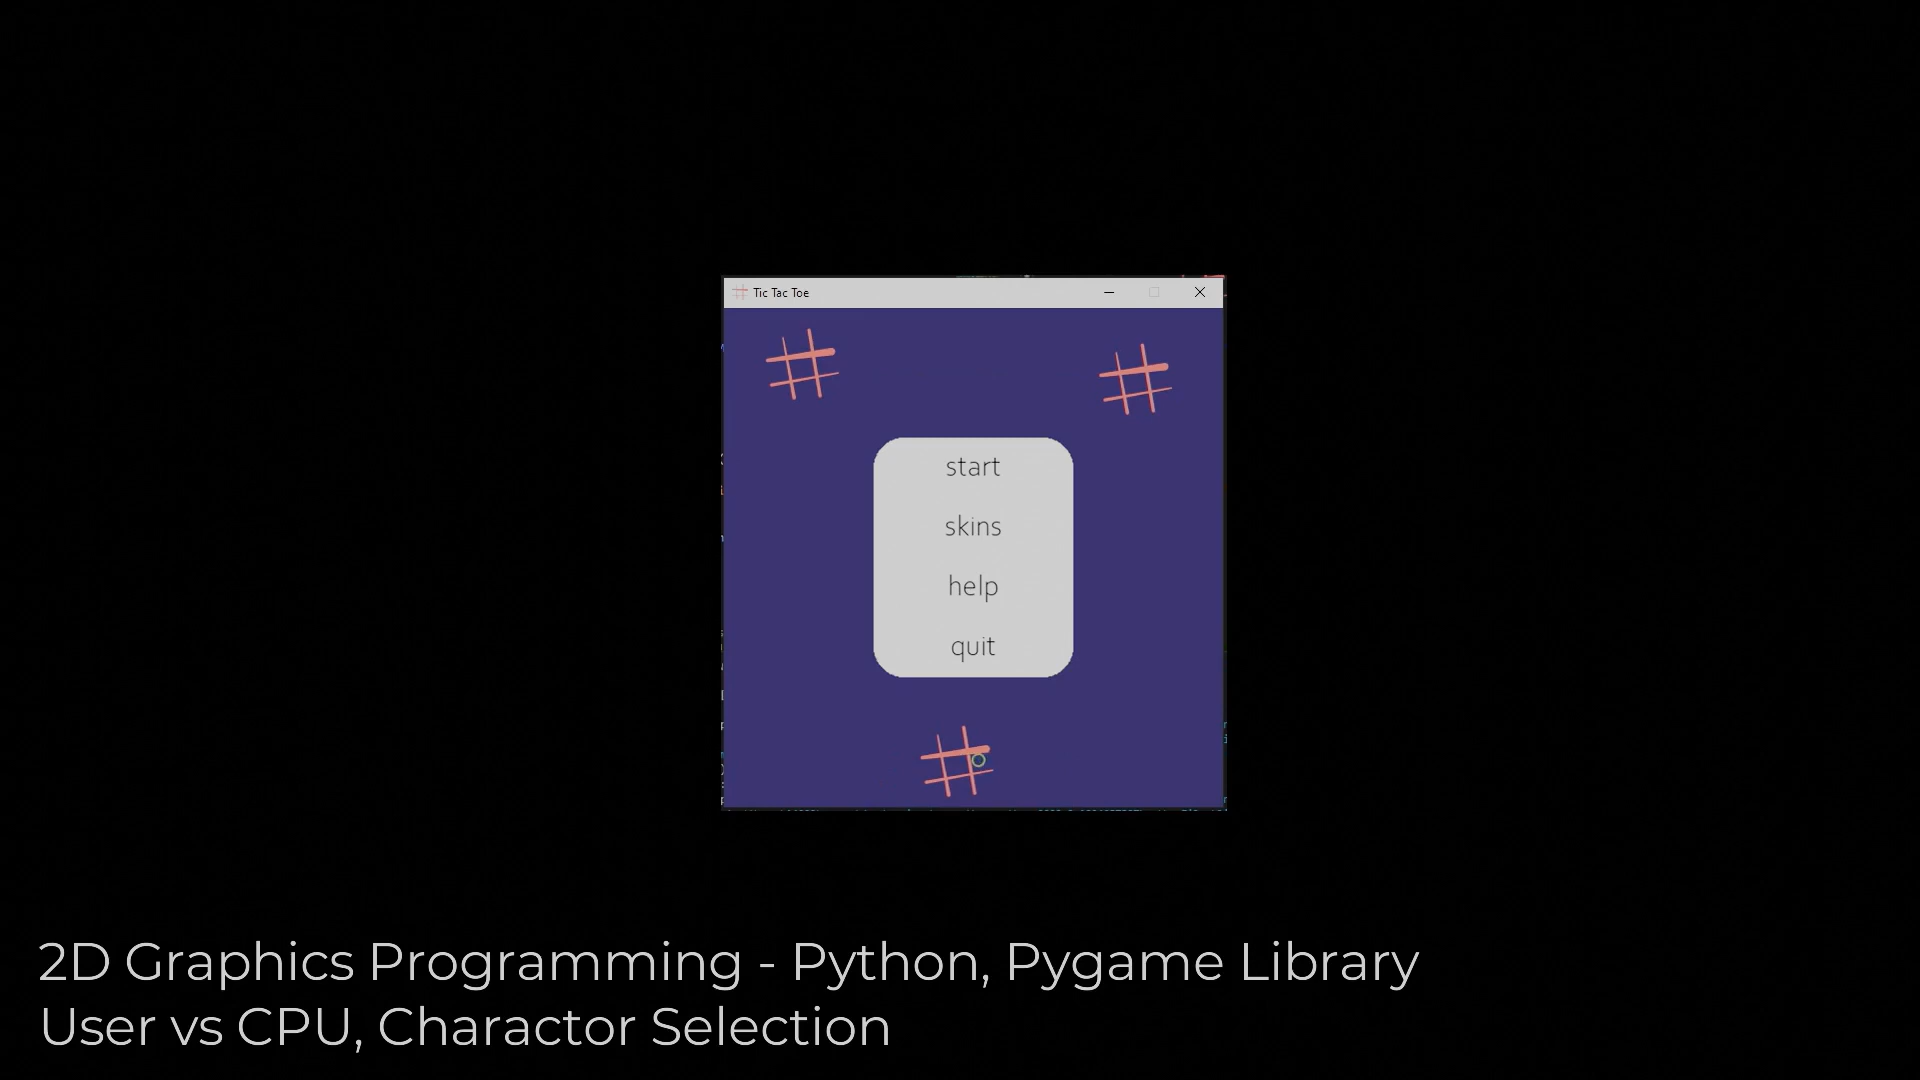 Tic Tac Toe
start
skins
help
quit
2D Graphics Programming - Python, Pygame Library
User vs CPU, Charactor Selection